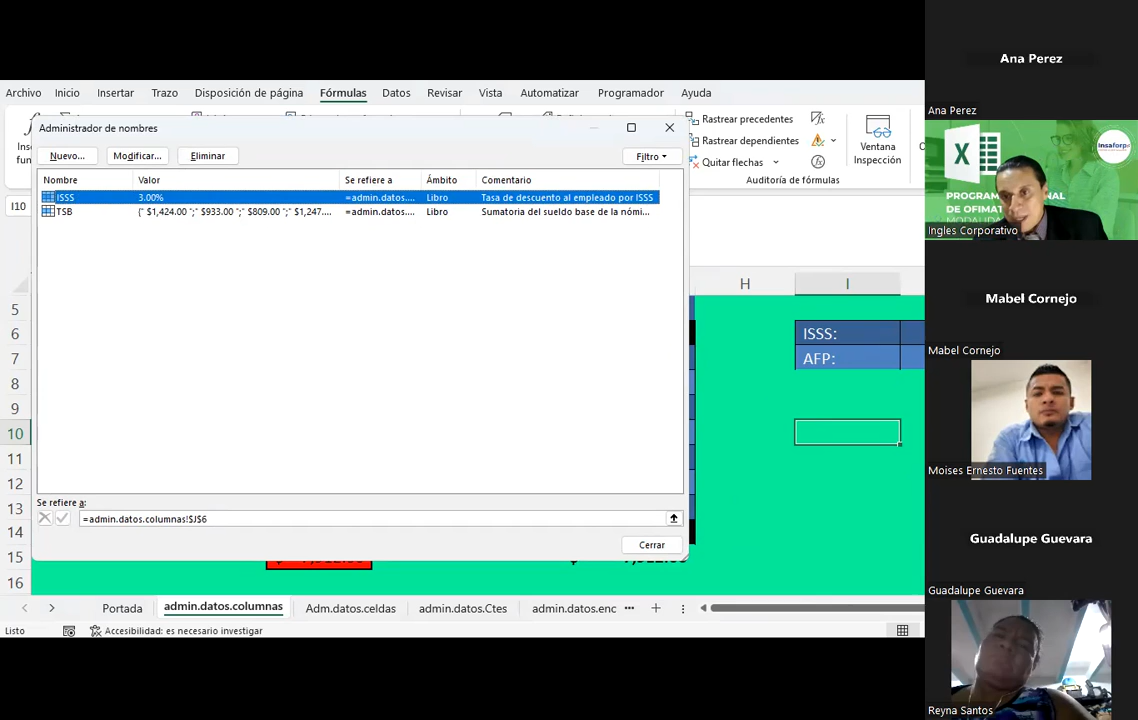 Archivo Inicio Insertar Trazo Disposición de página Fórmulas Datos Revisar Vista Automatizar Programador Ayuda
Administrador de nombres
Nuevo... Modificar... Eliminar Filtro
Nombre Valor Se refiere a Ámbito Comentario
ISSS 3.00% =admin.datos.... Libro Tasa de descuento al empleado por ISSS
TSB {" $1,424.00 ";" $933.00 ";" $809.00 ";" $1,247.... =admin.datos.... Libro Sumatoria del sueldo base de la nómi...
Se refiere a:
=admin.datos.columnas!$J$6
Cerrar
Rastrear precedentes
Rastrear dependientes
Quitar flechas
Ventana
Inspección
Auditoría de fórmulas
I10
H I
5
6 ISSS:
7 AFP:
8
9
10
11
12
13
14
15
16
Portada admin.datos.columnas Adm.datos.celdas admin.datos.Ctes admin.datos.enc
Listo Accesibilidad: es necesario investigar
Ana Perez
Ana Perez
insaforp
DE OFIMA
Ingles Corporativo
Mabel Cornejo
Mabel Cornejo
Moises Ernesto Fuentes
Guadalupe Guevara
Guadalupe Guevara
Reyna Santos